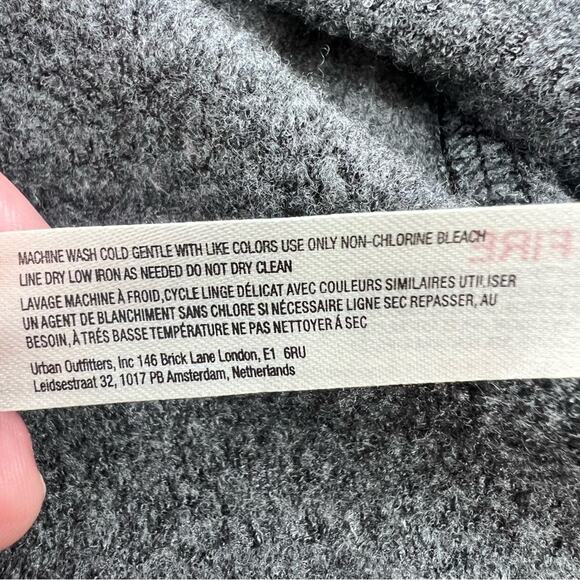 MACHINE WASH COLD GENTLE WITH LIKE COLORS USE ONLY NON-CHLORINE BLEACH
LINE DRY LOW IRON AS NEEDED DO NOT DRY CLEAN
LAVAGE MACHINE À FROID,CYCLE LINGE DÉLICAT AVEC COULEURS SIMILAIRES UTILISER
UN AGENT DE BLANCHIMENT SANS CHLORE SI NÉCESSAIRE LIGNE SEC REPASSER, AU
BESOIN, À TRÉS BASSE TEMPÉRATURE NE PAS NETTOYER Á SEC
Urban Outfitters, Inc 146 Brick Lane London, E1 6RU
Leidsestraat 32, 1017 PB Amsterdam, Netherlands